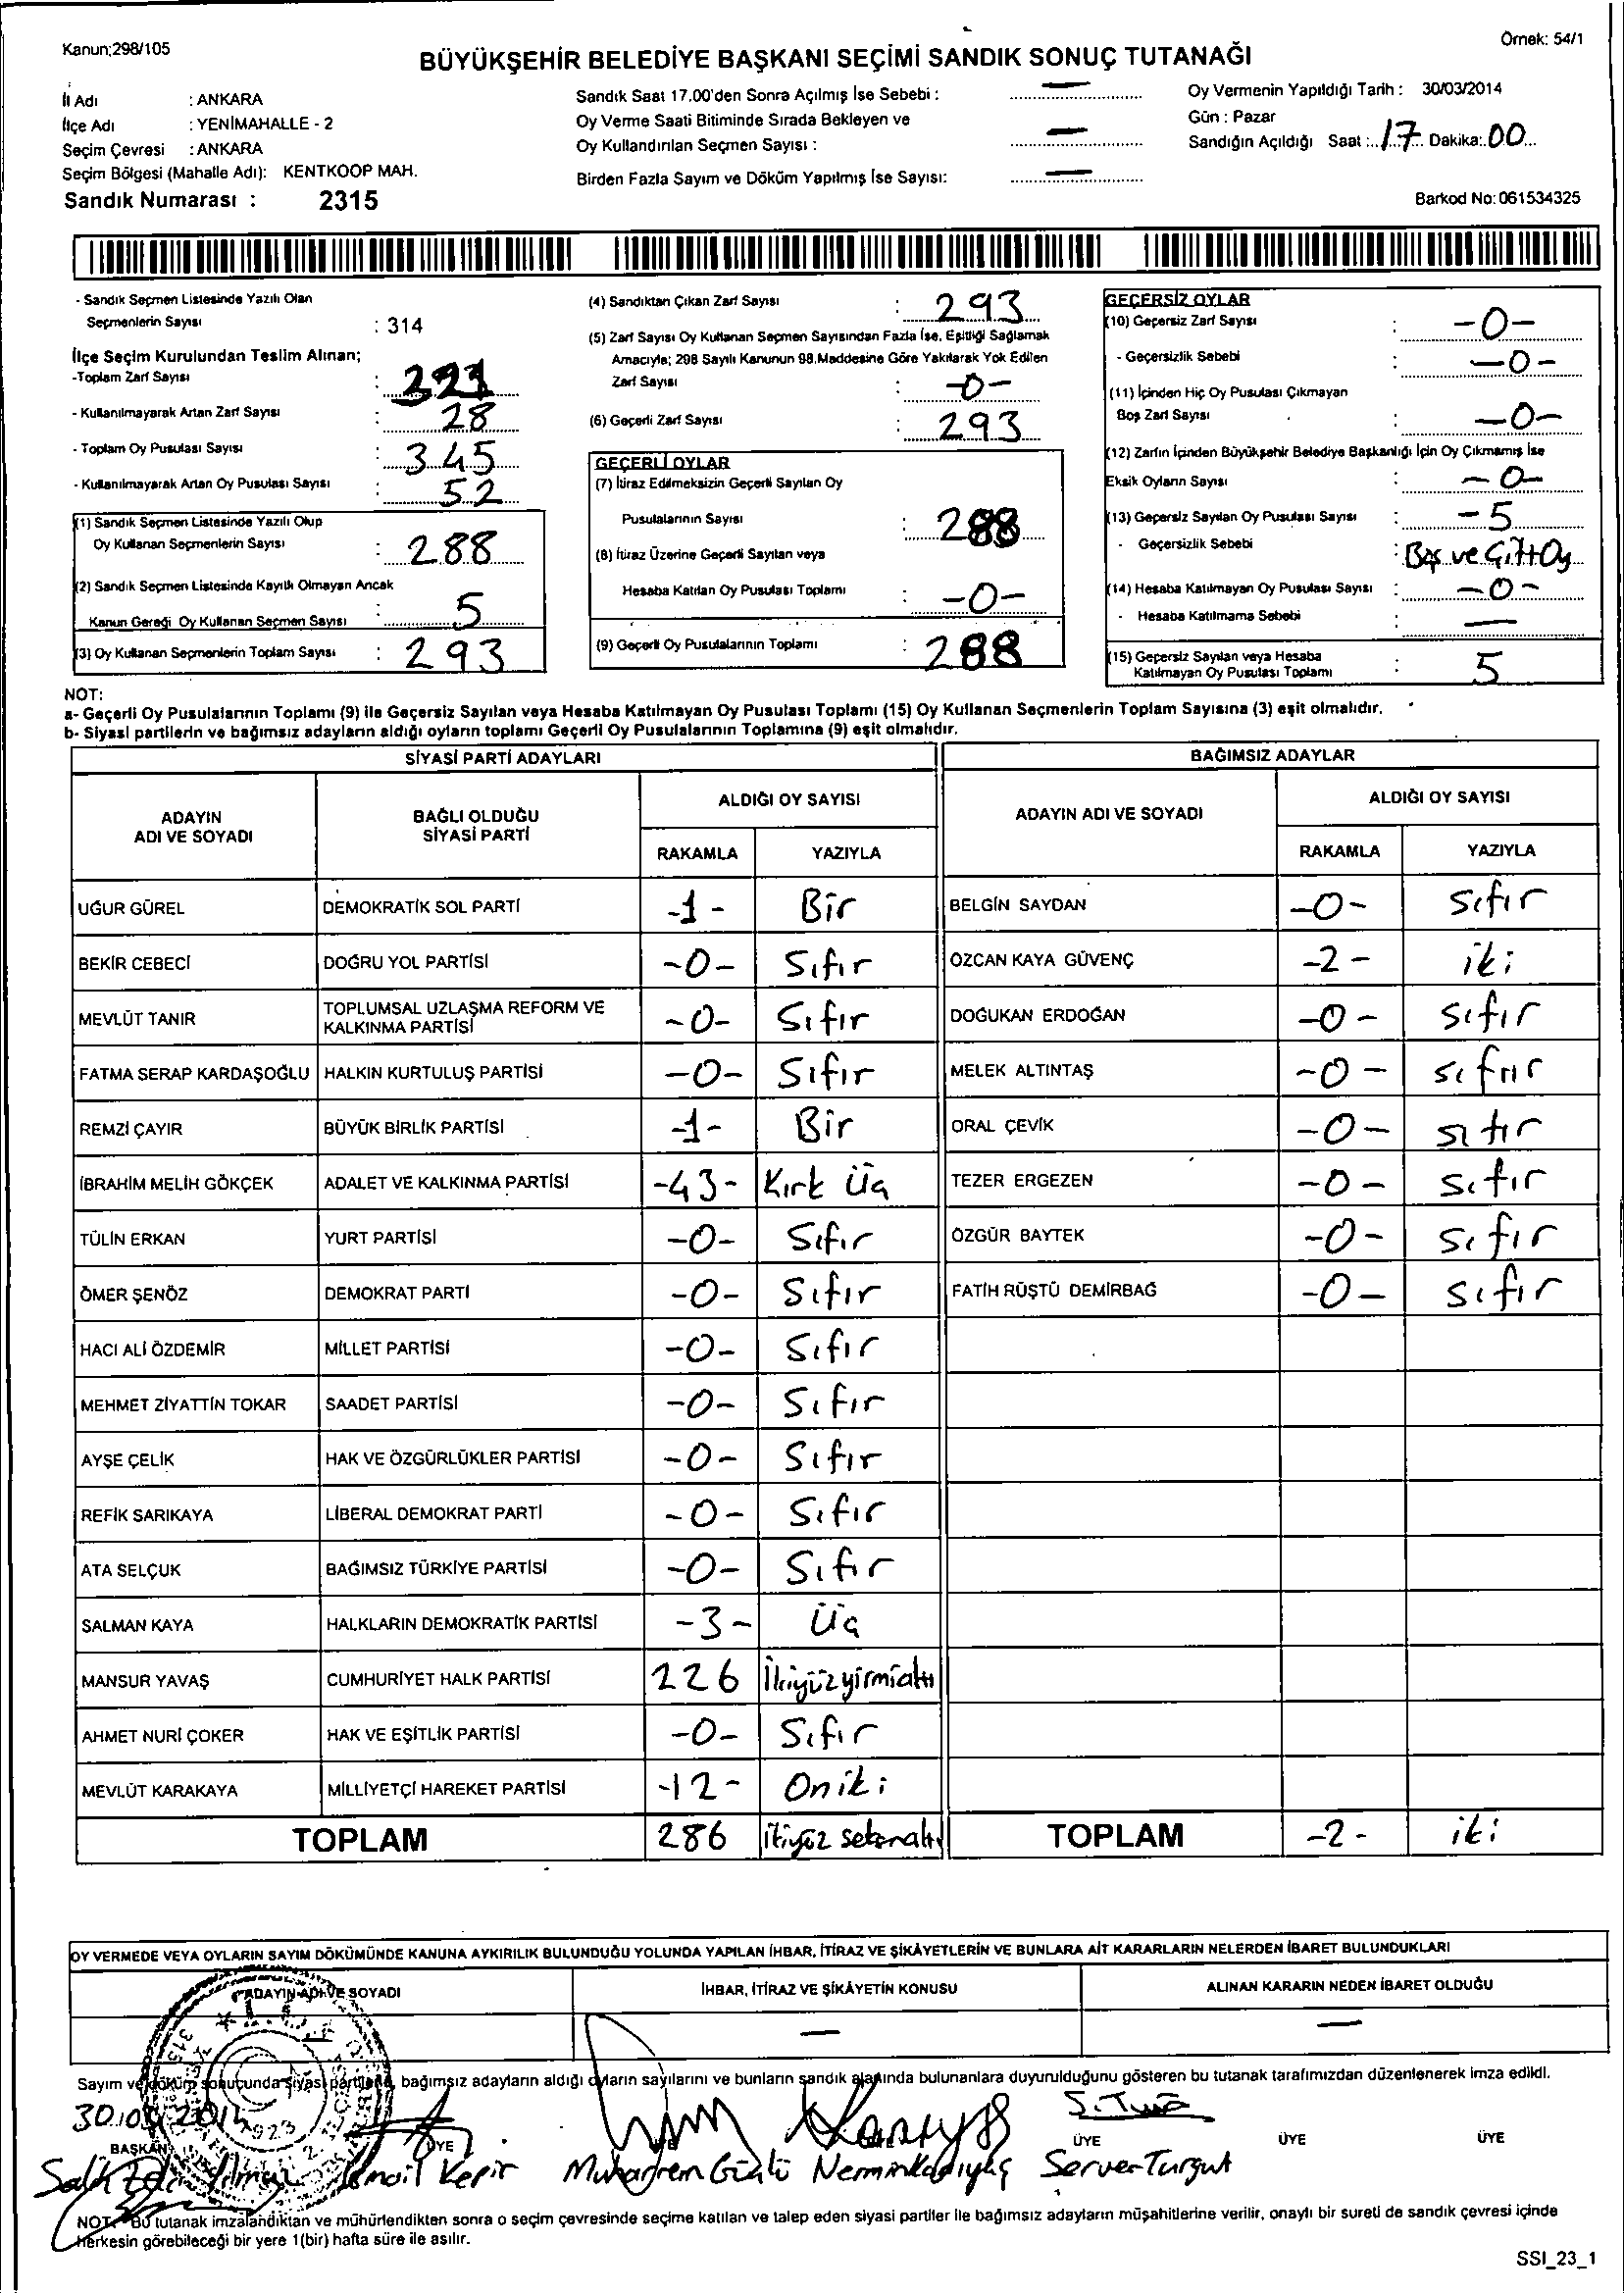 Kanun;298/105
Örnek: 54/1
BÜYÜKŞEHİR BELEDİYE BAŞKANI SEÇİMİ SANDIK SONUÇ TUTANAĞI
İl Adı : ANKARA
İlçe Adı : YENİMAHALLE - 2
Seçim Çevresi : ANKARA
Seçim Bölgesi (Mahalle Adı): KENTKOOP MAH.
Sandık Numarası : 2315
Sandık Saat 17.00'den Sonra Açılmış İse Sebebi : —
Oy Verme Saati Bitiminde Sırada Bekleyen ve
Oy Kullandırılan Seçmen Sayısı : —
Birden Fazla Sayım ve Döküm Yapılmış İse Sayısı: —
Oy Vermenin Yapıldığı Tarih : 30/03/2014
Gün : Pazar
Sandığın Açıldığı Saat : 17 Dakika: 00
Barkod No: 061534325
- Sandık Seçmen Listesinde Yazılı Olan
Seçmenlerin Sayısı : 314
İlçe Seçim Kurulundan Teslim Alınan;
-Toplam Zarf Sayısı :
- Kullanılmayarak Artan Zarf Sayısı : 28
- Toplam Oy Pusulası Sayısı : 345
- Kullanılmayarak Artan Oy Pusulası Sayısı : 52
(1) Sandık Seçmen Listesinde Yazılı Olup
Oy Kullanan Seçmenlerin Sayısı : 288
(2) Sandık Seçmen Listesinde Kayıtlı Olmayan Ancak
Kanun Gereği Oy Kullanan Seçmen Sayısı : 5
(3) Oy Kullanan Seçmenlerin Toplam Sayısı : 293
(4) Sandıktan Çıkan Zarf Sayısı : 293
(5) Zarf Sayısı Oy Kullanan Seçmen Sayısından Fazla İse, Eşitliği Sağlamak
Amacıyla; 298 Sayılı Kanunun 98.Maddesine Göre Yakılarak Yok Edilen
Zarf Sayısı : -0-
(6) Geçerli Zarf Sayısı : 293
GEÇERLİ OYLAR
(7) İtiraz Edilmeksizin Geçerli Sayılan Oy
Pusulalarının Sayısı : 288
(8) İtiraz Üzerine Geçerli Sayılan veya
Hesaba Katılan Oy Pusulası Toplamı : -0-
(9) Geçerli Oy Pusulalarının Toplamı : 288
GEÇERSİZ OYLAR
(10) Geçersiz Zarf Sayısı : -0-
- Geçersizlik Sebebi : -0-
(11) İçinden Hiç Oy Pusulası Çıkmayan
Boş Zarf Sayısı : -0-
(12) Zarfın İçinden Büyükşehir Belediye Başkanlığı İçin Oy Çıkmamış İse
Eksik Oyların Sayısı : -0-
(13) Geçersiz Sayılan Oy Pusulası Sayısı : -5
- Geçersizlik Sebebi : Boş ve Çift Oy
(14) Hesaba Katılmayan Oy Pusulası Sayısı : -0-
- Hesaba Katılmama Sebebi : —
(15) Geçersiz Sayılan veya Hesaba
Katılmayan Oy Pusulası Toplamı : 5
NOT:
a- Geçerli Oy Pusulalarının Toplamı (9) ile Geçersiz Sayılan veya Hesaba Katılmayan Oy Pusulası Toplamı (15) Oy Kullanan Seçmenlerin Toplam Sayısına (3) eşit olmalıdır.
b- Siyasi partilerin ve bağımsız adayların aldığı oyların toplamı Geçerli Oy Pusulalarının Toplamına (9) eşit olmalıdır.
SİYASİ PARTİ ADAYLARI BAĞIMSIZ ADAYLAR
ADAYIN ADI VE SOYADI BAĞLI OLDUĞU SİYASİ PARTİ ALDIĞI OY SAYISI ADAYIN ADI VE SOYADI ALDIĞI OY SAYISI
RAKAMLA YAZIYLA RAKAMLA YAZIYLA
UĞUR GÜREL DEMOKRATİK SOL PARTİ -1- Bir BELGİN SAYDAN -0- Sıfır
BEKİR CEBECİ DOĞRU YOL PARTİSİ -0- Sıfır ÖZCAN KAYA GÜVENÇ -2- iki
MEVLÜT TANIR TOPLUMSAL UZLAŞMA REFORM VE KALKINMA PARTİSİ -0- Sıfır DOĞUKAN ERDOĞAN -0- Sıfır
FATMA SERAP KARDAŞOĞLU HALKIN KURTULUŞ PARTİSİ -0- Sıfır MELEK ALTINTAŞ -0- sıfır
REMZİ ÇAYIR BÜYÜK BİRLİK PARTİSİ -1- Bir ORAL ÇEVİK -0- sıfır
İBRAHİM MELİH GÖKÇEK ADALET VE KALKINMA PARTİSİ -43- Kırk Üç TEZER ERGEZEN -0- Sıfır
TÜLİN ERKAN YURT PARTİSİ -0- Sıfır ÖZGÜR BAYTEK -0- sıfır
ÖMER ŞENÖZ DEMOKRAT PARTİ -0- Sıfır FATİH RÜŞTÜ DEMİRBAĞ -0- sıfır
HACI ALİ ÖZDEMİR MİLLET PARTİSİ -0- Sıfır
MEHMET ZİYATTİN TOKAR SAADET PARTİSİ -0- Sıfır
AYŞE ÇELİK HAK VE ÖZGÜRLÜKLER PARTİSİ -0- Sıfır
REFİK SARIKAYA LİBERAL DEMOKRAT PARTİ -0- Sıfır
ATA SELÇUK BAĞIMSIZ TÜRKİYE PARTİSİ -0- Sıfır
SALMAN KAYA HALKLARIN DEMOKRATİK PARTİSİ -3- Üç
MANSUR YAVAŞ CUMHURİYET HALK PARTİSİ 226 İkiyüzyirmialtı
AHMET NURİ ÇOKER HAK VE EŞİTLİK PARTİSİ -0- Sıfır
MEVLÜT KARAKAYA MİLLİYETÇİ HAREKET PARTİSİ -12- Oniki
TOPLAM 286 ikiyüz seksenaltı TOPLAM -2- iki
OY VERMEDE VEYA OYLARIN SAYIM DÖKÜMÜNDE KANUNA AYKIRILIK BULUNDUĞU YOLUNDA YAPILAN İHBAR, İTİRAZ VE ŞİKÂYETLERİN VE BUNLARA AİT KARARLARIN NELERDEN İBARET BULUNDUKLARI
ADAYIN ADI VE SOYADI İHBAR, İTİRAZ VE ŞİKÂYETİN KONUSU ALINAN KARARIN NEDEN İBARET OLDUĞU
— — 
Sayım ve döküm sonucunda siyasi partilerin, bağımsız adayların aldığı oyların sayılarını ve bunların sandık alanında bulunanlara duyurulduğunu gösteren bu tutanak tarafımızdan düzenlenerek imza edildi.
30.03.2014
S. Tur
BAŞKAN ÜYE ÜYE ÜYE ÜYE
İsmail Kepir Muharrem Server Turgut
NOT: Bu tutanak imzalandıktan ve mühürlendikten sonra o seçim çevresinde seçime katılan ve talep eden siyasi partiler ile bağımsız adayların müşahitlerine verilir, onaylı bir sureti de sandık çevresi içinde
herkesin görebileceği bir yere 1(bir) hafta süre ile asılır.
SSI_23_1